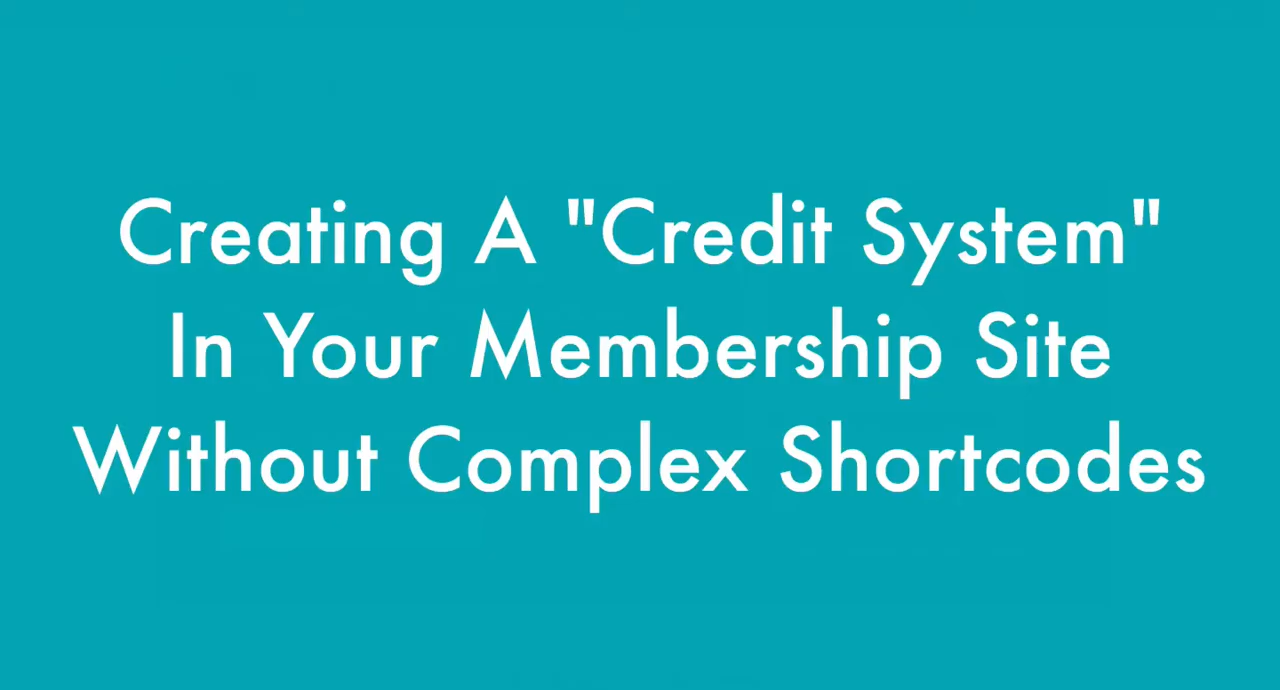 Creating A "Credit System"
In Your Membership Site
Without Complex Shortcodes